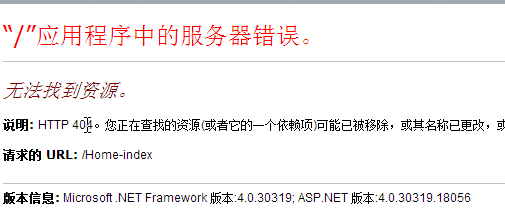 “/”应用程序中的服务器错误。
无法找到资源。
说明: HTTP 404。您正在查找的资源(或者它的一个依赖项)可能已被移除，或其名称已更改，或
请求的 URL: /Home-index
版本信息: Microsoft .NET Framework 版本:4.0.30319; ASP.NET 版本:4.0.30319.18056